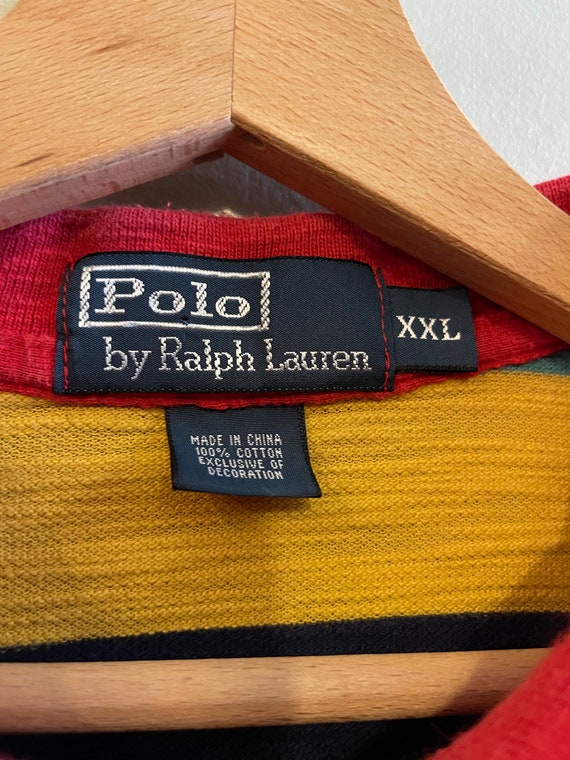 Polo
by Ralph Lauren
XXL
MADE IN CHINA
100% COTTON
EXCLUSIVE OF
DECORATION